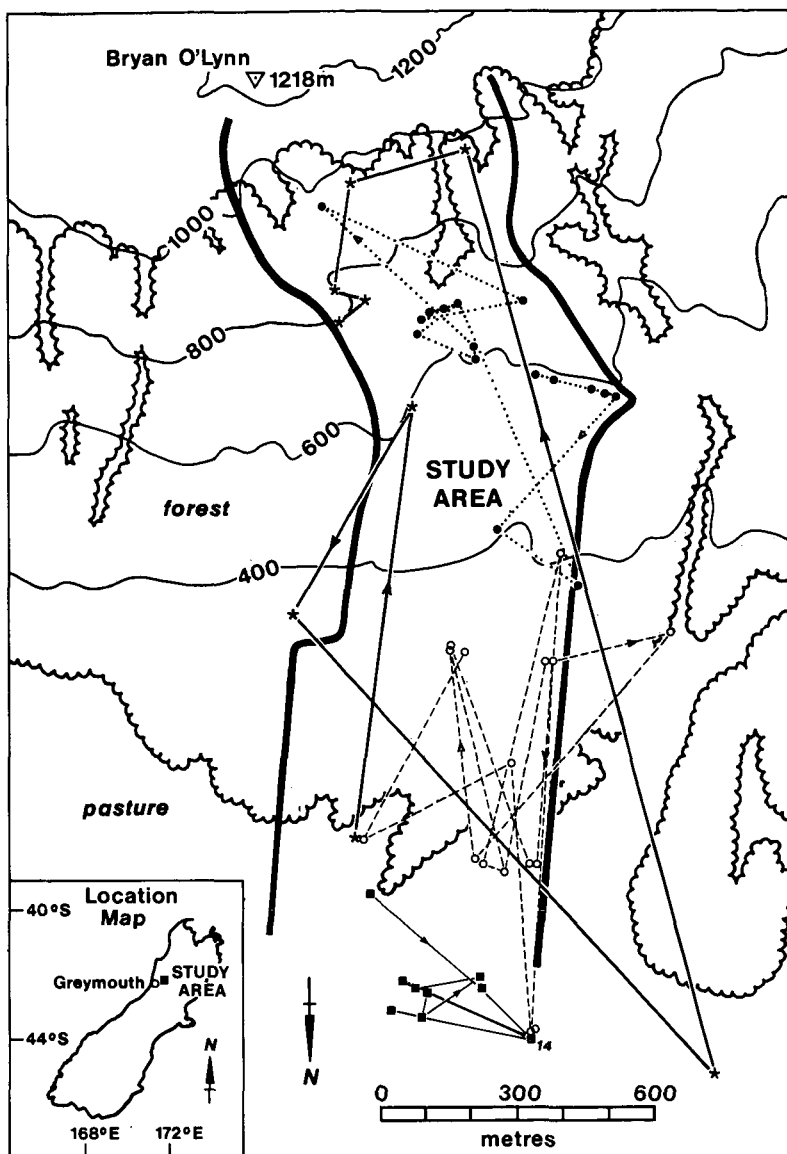 Bryan O'Lynn
1218m
1200
1000
800
600
STUDY
AREA
forest
400
pasture
Location
Map
40°S
Greymouth
STUDY
AREA
44°S
N
168°E
172°E
N
14
0
300
600
metres